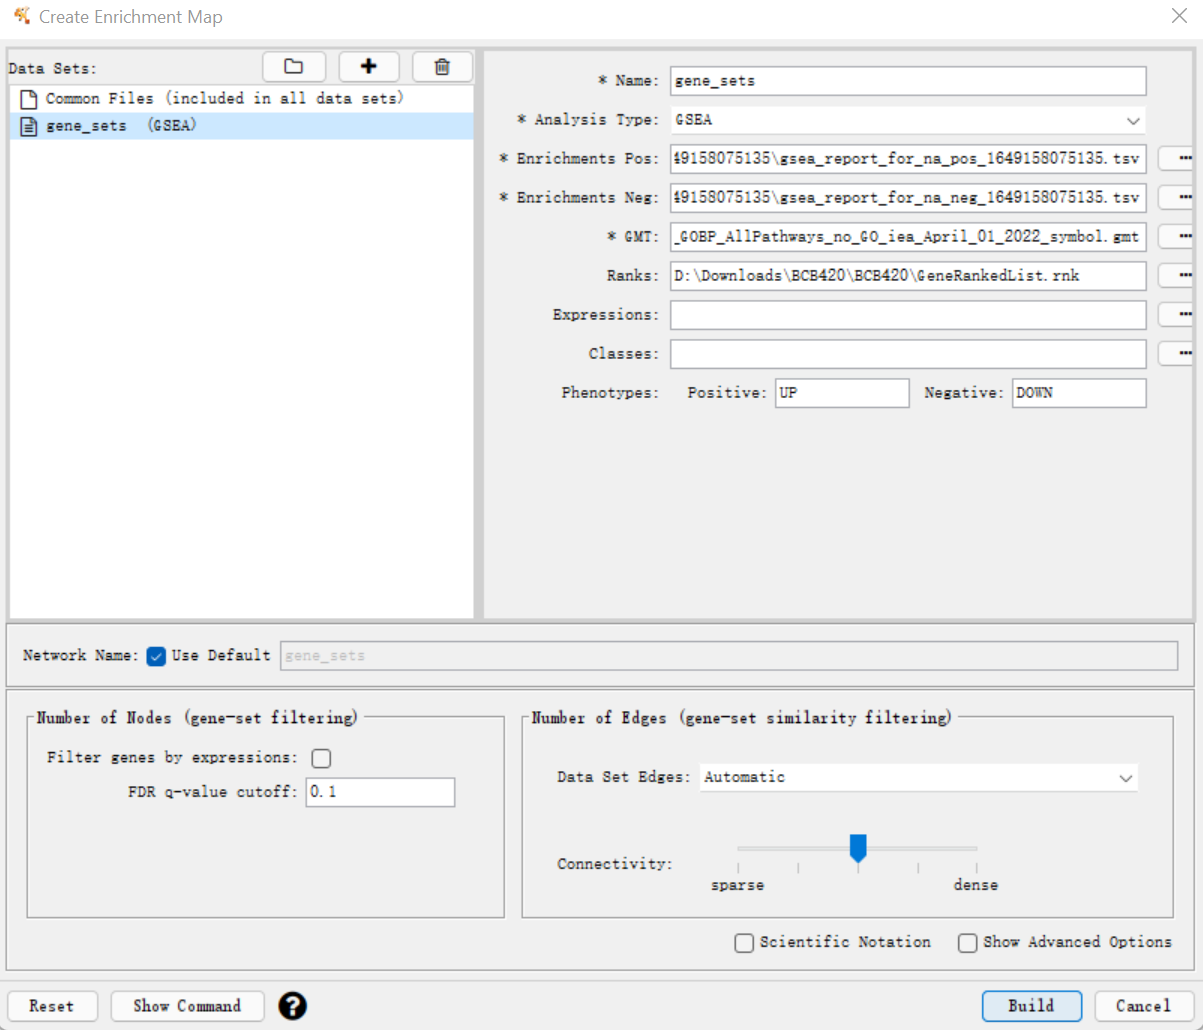 Create Enrichment Map
Data Sets:
Common Files (included in all data sets)
gene_sets (GSEA)
* Name: gene_sets
* Analysis Type: GSEA
* Enrichments Pos: 49158075135\gsea_report_for_na_pos_1649158075135.tsv ...
* Enrichments Neg: 49158075135\gsea_report_for_na_neg_1649158075135.tsv ...
* GMT: _GOBP_AllPathways_no_GO_iea_April_01_2022_symbol.gmt ...
Ranks: D:\Downloads\BCB420\BCB420\GeneRankedList.rnk ...
Expressions: ...
Classes: ...
Phenotypes: Positive: UP Negative: DOWN
Network Name: Use Default gene_sets
Number of Nodes (gene-set filtering)
Filter genes by expressions:
FDR q-value cutoff: 0.1
Number of Edges (gene-set similarity filtering)
Data Set Edges: Automatic
Connectivity:
sparse dense
Scientific Notation Show Advanced Options
Reset Show Command ? Build Cancel